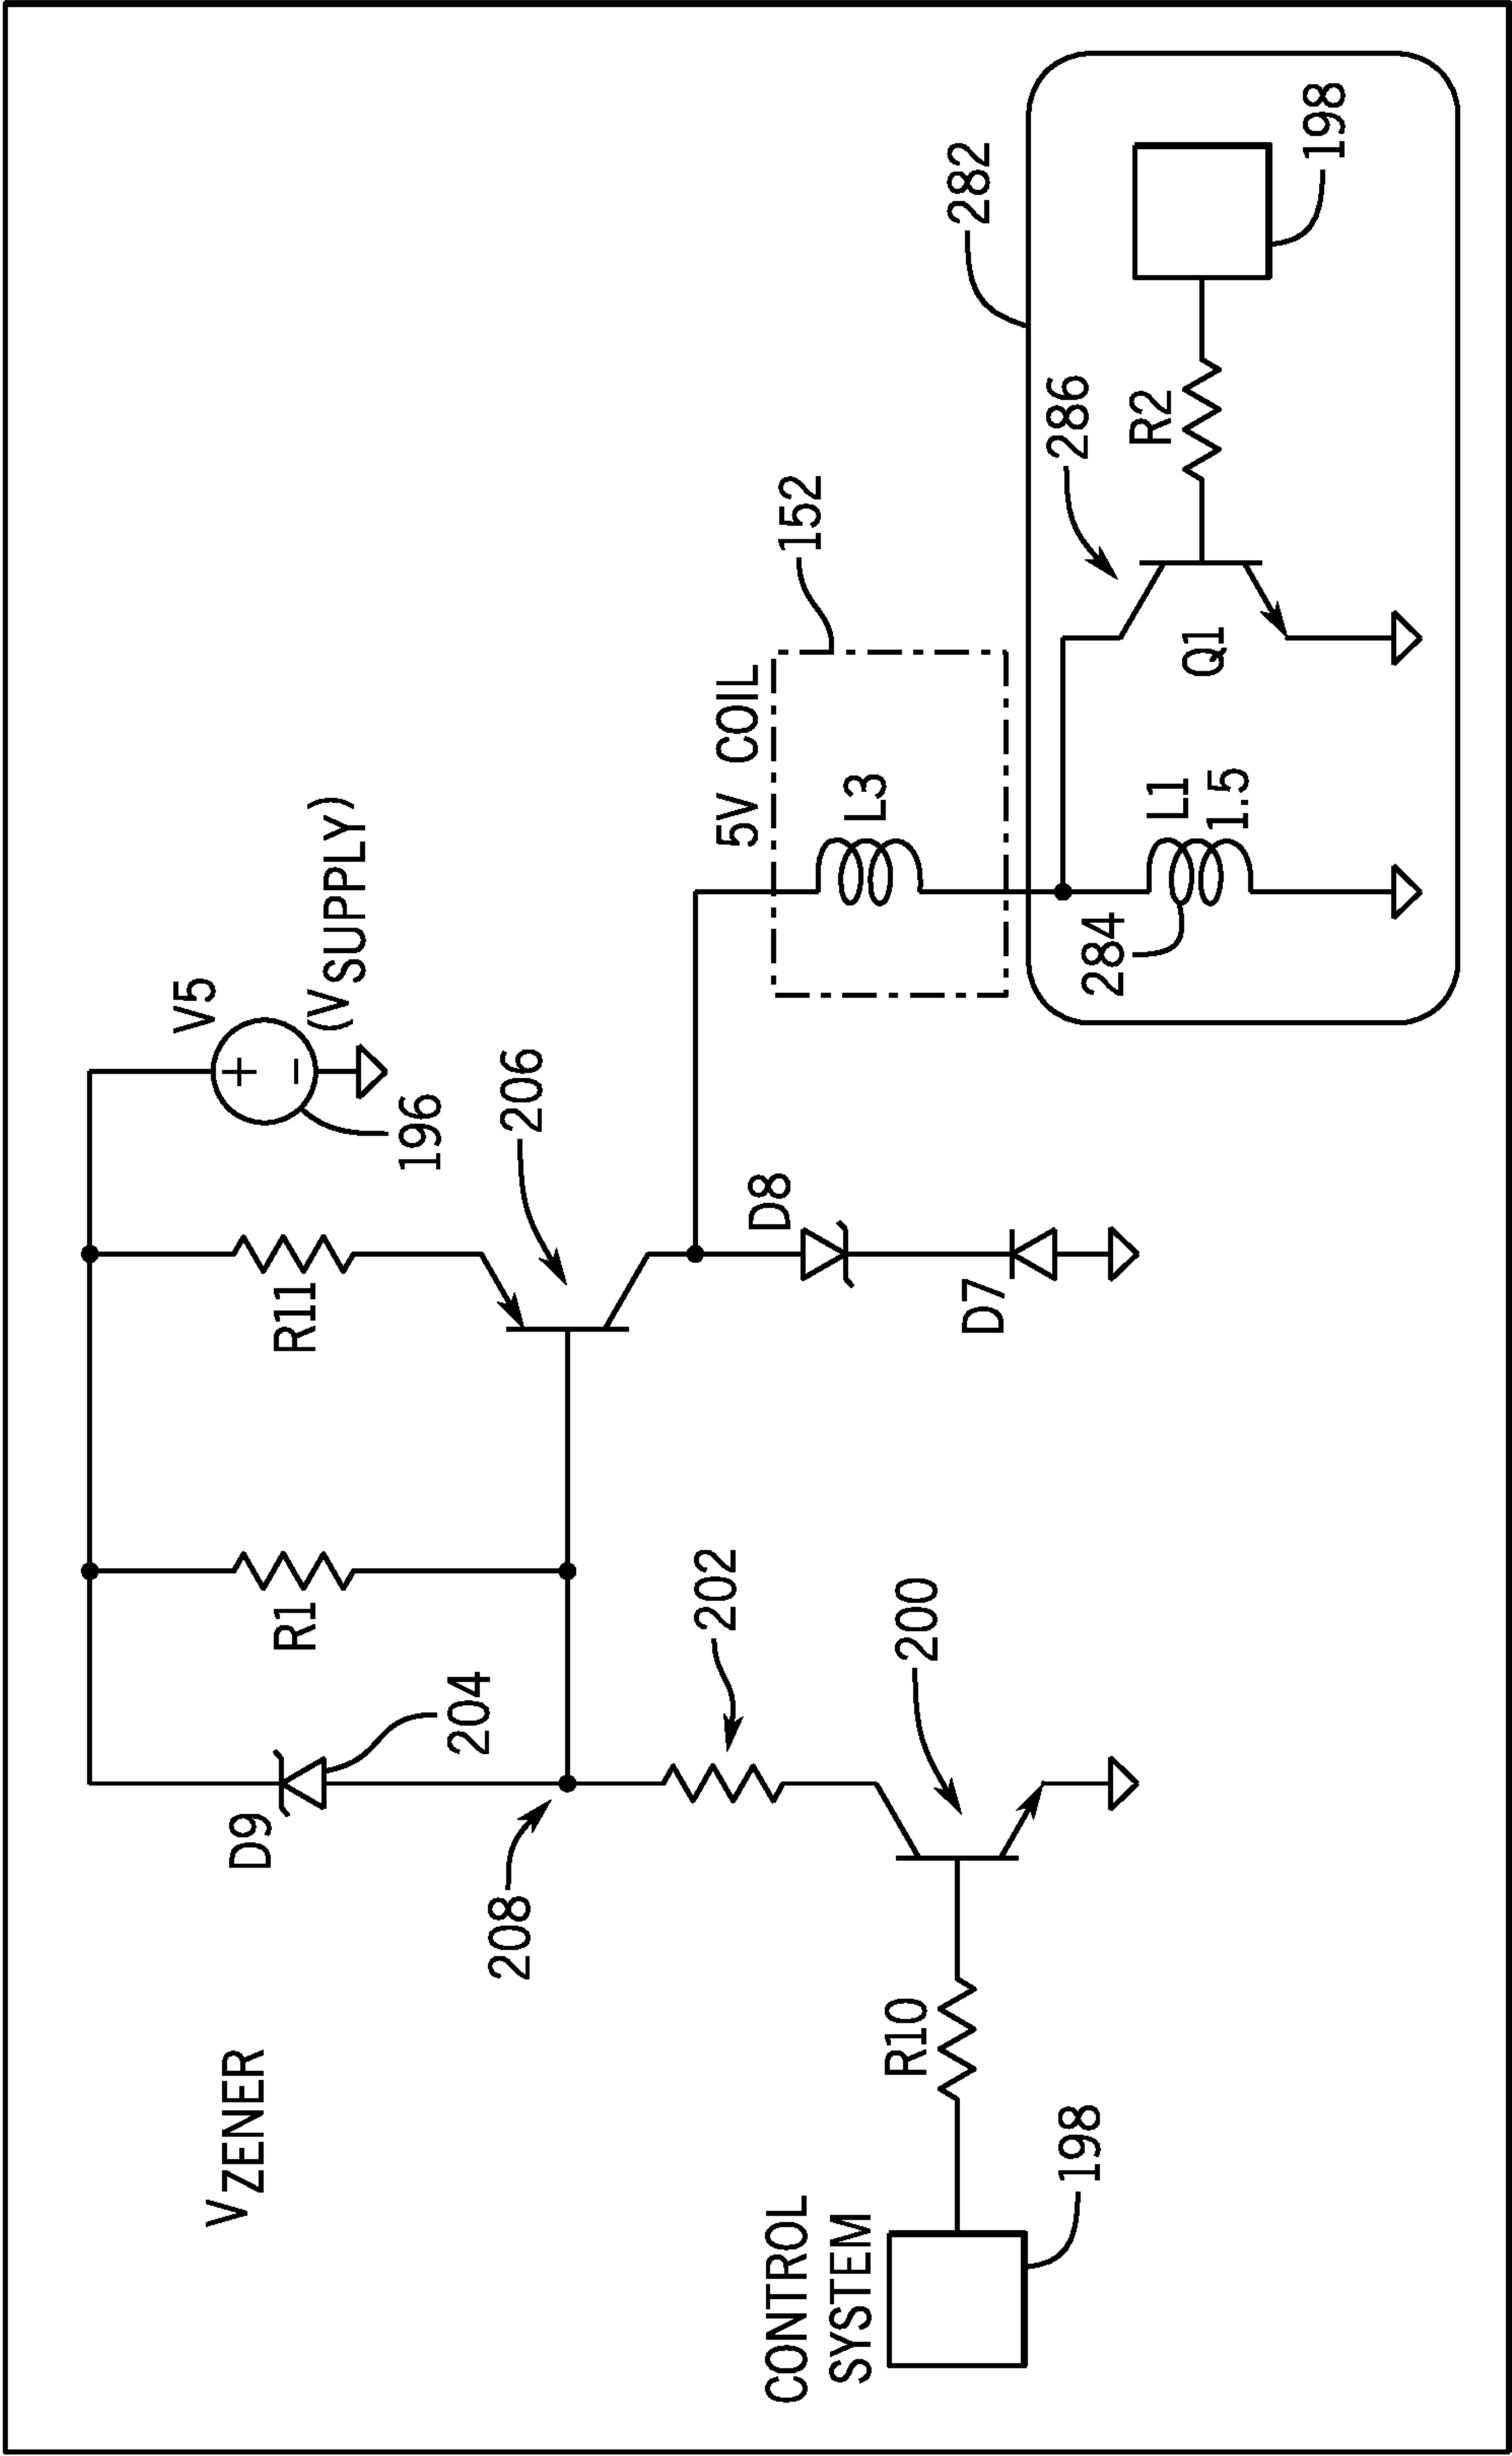 VZENER
D9
204
R1
R11
V5
(VSUPPLY)
196
208
206
202
200
CONTROL
SYSTEM
198
R10
D8
D7
5V COIL
152
L3
282
284
L1
1.5
286
Q1
R2
198